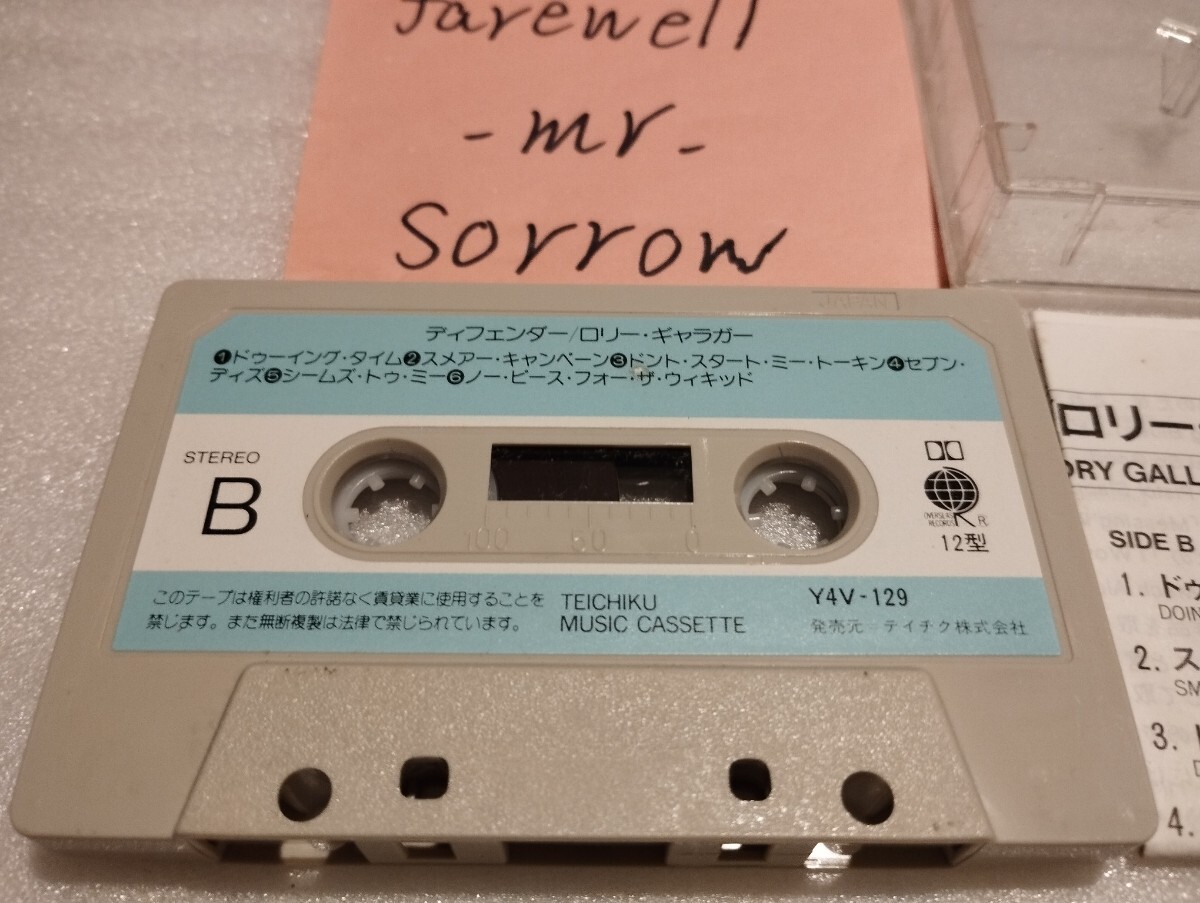 farewell
-mr-
Sorrow
JAPAN
ディフェンダー/ロリー・ギャラガー
❶ドゥーイング・タイム❷スメアー・キャンペーン❸ドント・スタート・ミー・トーキン❹セブン・
デイズ❺シームズ・トゥ・ミー❻ノー・ピース・フォー・ザ・ウィキッド
STEREO
B
100 50 0
OVERSEAS
RECORDS
R
12型
このテープは権利者の許諾なく賃貸業に使用することを
禁じます。また無断複製は法律で禁じられています。
TEICHIKU
MUSIC CASSETTE
Y4V-129
発売元＝テイチク株式会社
ロリー
ORY GALL
SIDE B
1. ドゥ
DOIN
2. ス
SM
3.
4.